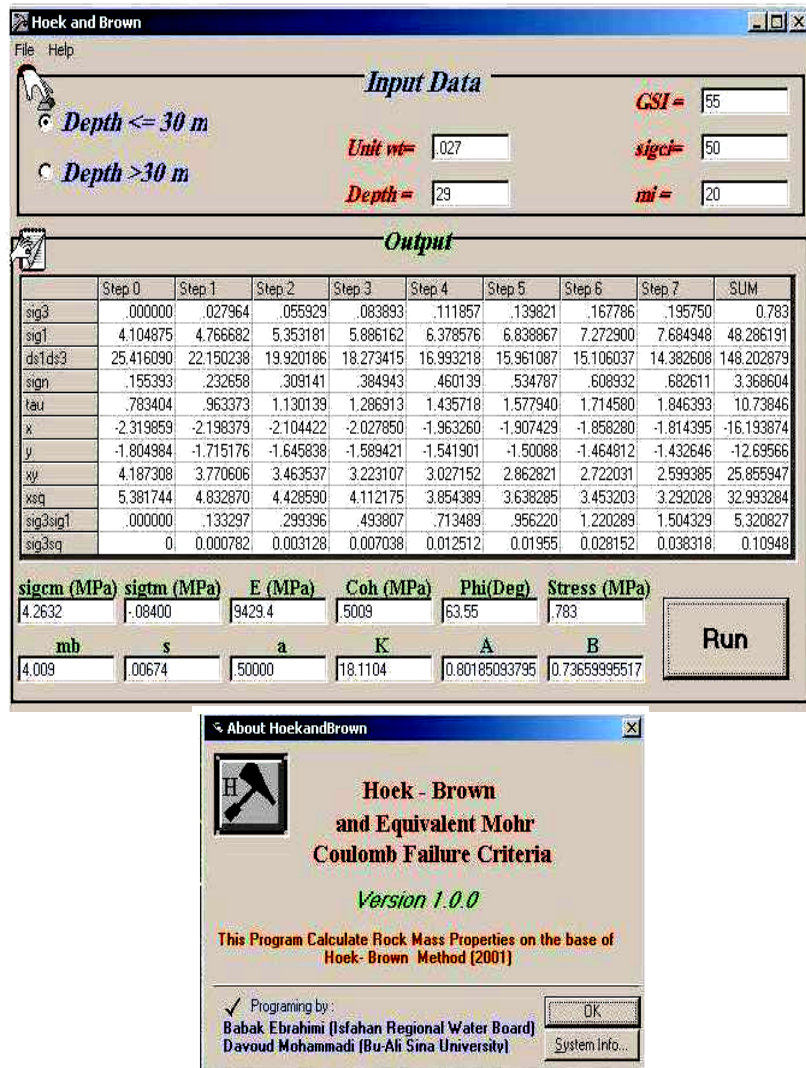 Hoek and Brown
File Help
Input Data
Depth <= 30 m
Depth >30 m
Unit wt= .027
Depth = 29
GSI = 55
sigci= 50
mi = 20
Output
Step 0 Step 1 Step 2 Step 3 Step 4 Step 5 Step 6 Step 7 SUM
sig3 .000000 .027964 .055929 .083893 .111857 .139821 .167786 .195750 0.783
sig1 4.104875 4.766682 5.353181 5.886162 6.378576 6.838867 7.272900 7.684948 48.286191
ds1ds3 25.416090 22.150238 19.920186 18.273415 16.993218 15.961087 15.106037 14.382608 148.202879
sign .155393 .232658 .309141 .384943 .460139 .534787 .608932 .682611 3.368604
tau .783404 .963373 1.130139 1.286913 1.435718 1.577940 1.714580 1.846393 10.73846
x -2.319859 -2.198379 -2.104422 -2.027850 -1.963260 -1.907429 -1.858280 -1.814395 -16.193874
y -1.804984 -1.715176 -1.645838 -1.589421 -1.541901 -1.50088 -1.464812 -1.432646 -12.69566
xy 4.187308 3.770606 3.463537 3.223107 3.027152 2.862821 2.722031 2.599385 25.855947
xsq 5.381744 4.832870 4.428590 4.112175 3.854389 3.638285 3.453203 3.292028 32.993284
sig3sig1 .000000 .133297 .299396 .493807 .713489 .956220 1.220289 1.504329 5.320827
sig3sq 0 0.000782 0.003128 0.007038 0.012512 0.01955 0.028152 0.038318 0.10948
sigcm (MPa) sigtm (MPa) E (MPa) Coh (MPa) Phi(Deg) Stress (MPa)
4.2632 -.08400 9429.4 .5009 63.55 .783
mb s a K A B
4.009 .00674 .50000 18.1104 0.80185093795 0.73659995517
Run
About HoekandBrown
H
Hoek - Brown
and Equivalent Mohr
Coulomb Failure Criteria
Version 1.0.0
This Program Calculate Rock Mass Properties on the base of
Hoek- Brown Method (2001)
Programing by :
Babak Ebrahimi (Isfahan Regional Water Board)
Davoud Mohammadi (Bu-Ali Sina University)
OK
System Info...